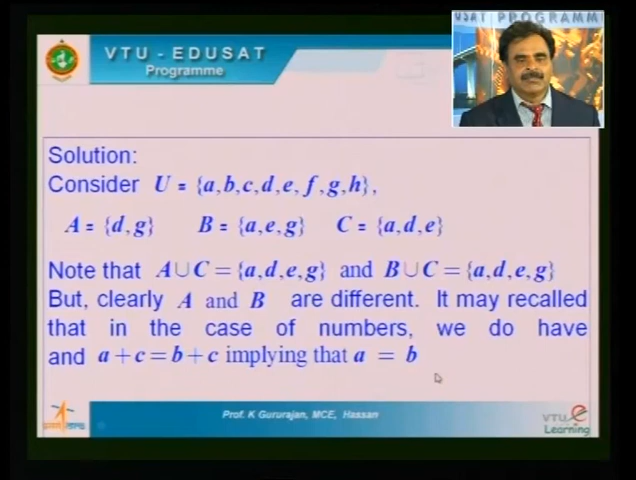 USAT PROGRAMM
VTU - EDUSAT
Programme
Solution:
Consider U = {a,b,c,d,e,f,g,h},
A = {d,g} B = {a,e,g} C = {a,d,e}
Note that A∪C = {a,d,e,g} and B∪C = {a,d,e,g}
But, clearly A and B are different. It may recalled
that in the case of numbers, we do have
and a+c=b+c implying that a = b
Prof. K Gururajan, MCE, Hassan
VTU e
Learning